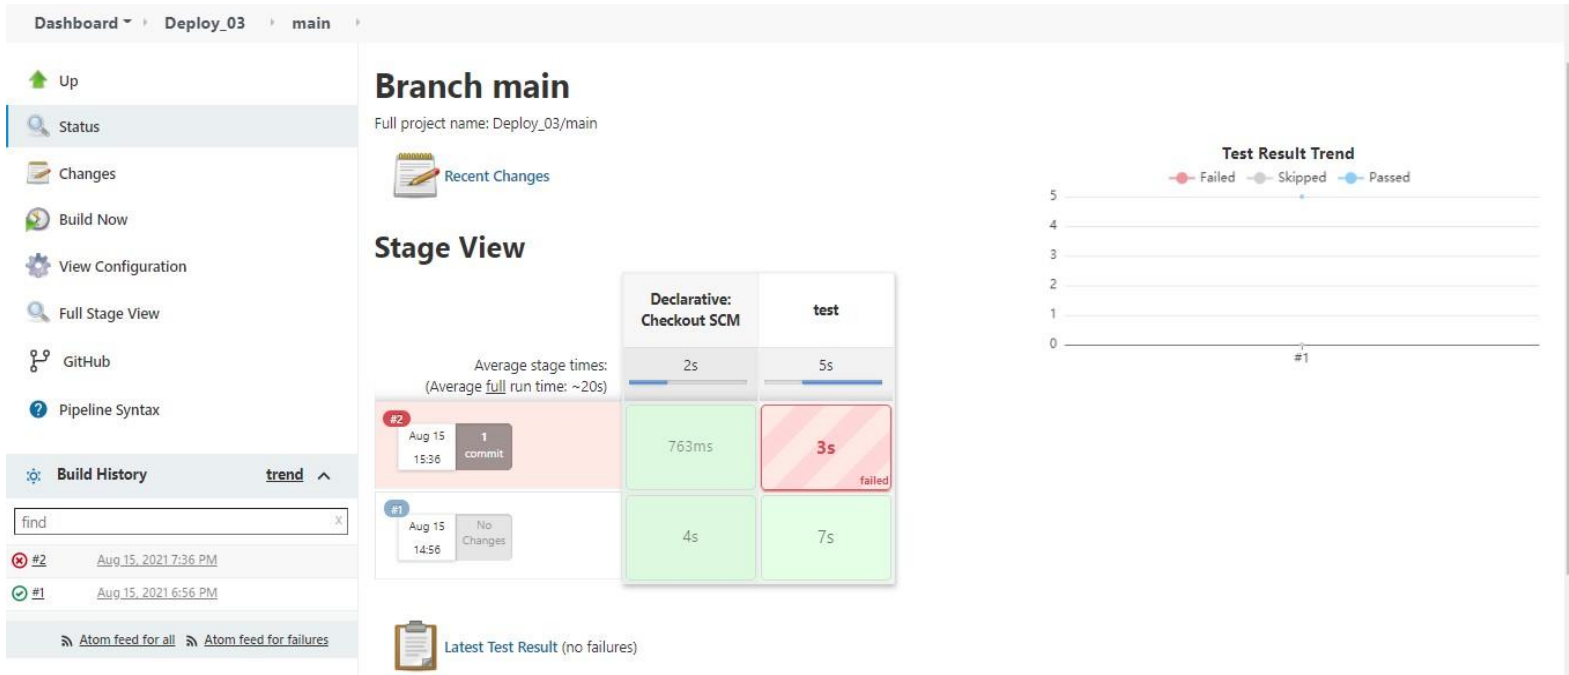 Dashboard Deploy_03 main
Up
Status
Changes
Build Now
View Configuration
Full Stage View
GitHub
Pipeline Syntax
Build History trend
find x
#2 Aug 15, 2021 7:36 PM
#1 Aug 15, 2021 6:56 PM
Atom feed for all Atom feed for failures
Branch main
Full project name: Deploy_03/main
Recent Changes
Stage View
Declarative:
Checkout SCM
test
Average stage times:
(Average full run time: ~20s)
2s
5s
#2
Aug 15
15:36
1
commit
763ms
3s
failed
#1
Aug 15
14:56
No
Changes
4s
7s
Latest Test Result (no failures)
Test Result Trend
Failed Skipped Passed
5
4
3
2
1
0
#1